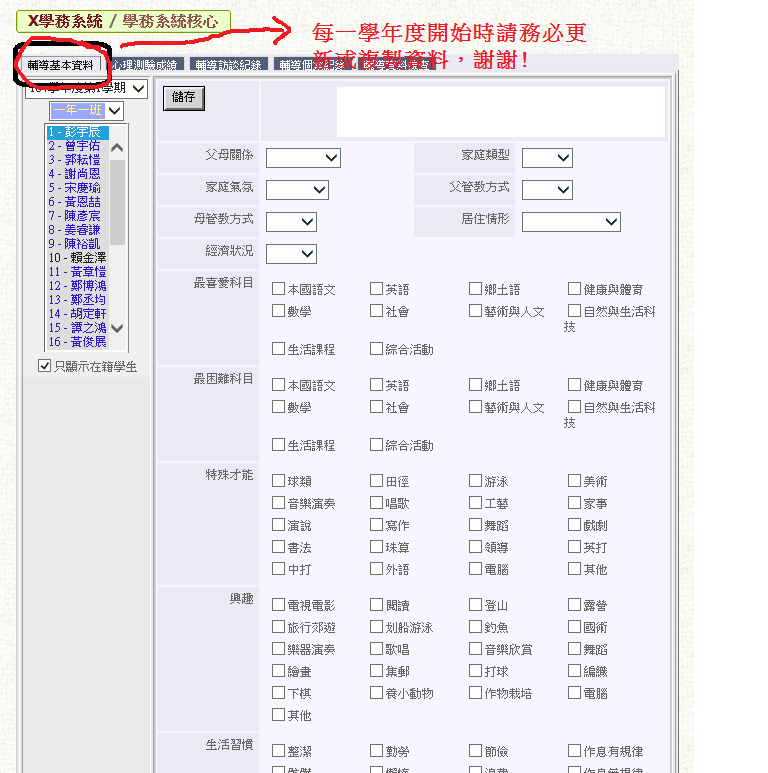 X學務系統 / 學務系統核心
每一學年度開始時請務必更
新或複製資料，謝謝！
輔導基本資料
心理測驗成績
輔導訪談紀錄
學年度第1學期
一年一班
儲存
1 - 彭宇辰
2 - 曾宇佑
3 - 郭耘愷
4 - 謝尚恩
5 - 宋慶瑜
6 - 黃恩喆
7 - 陳彥宸
8 - 姜睿謙
9 - 陳裕凱
10 - 賴金澤
11 - 黃章愷
12 - 鄭博鴻
13 - 鄭丞均
14 - 胡定軒
15 - 譚之鴻
16 - 黃俊展
只顯示在籍學生
父母關係 家庭類型
家庭氣氛 父管教方式
母管教方式 居住情形
經濟狀況
最喜愛科目
本國語文 英語 鄉土語 健康與體育
數學 社會 藝術與人文 自然與生活科
技
生活課程 綜合活動
最困難科目
本國語文 英語 鄉土語 健康與體育
數學 社會 藝術與人文 自然與生活科
技
生活課程 綜合活動
特殊才能
球類 田徑 游泳 美術
音樂演奏 唱歌 工藝 家事
演說 寫作 舞蹈 戲劇
書法 珠算 領導 英打
中打 外語 電腦 其他
興趣
電視電影 閱讀 登山 露營
旅行郊遊 划船游泳 釣魚 國術
樂器演奏 歌唱 音樂欣賞 舞蹈
繪畫 集郵 打球 編織
下棋 養小動物 作物栽培 電腦
其他
生活習慣
整潔 勤勞 節儉 作息有規律